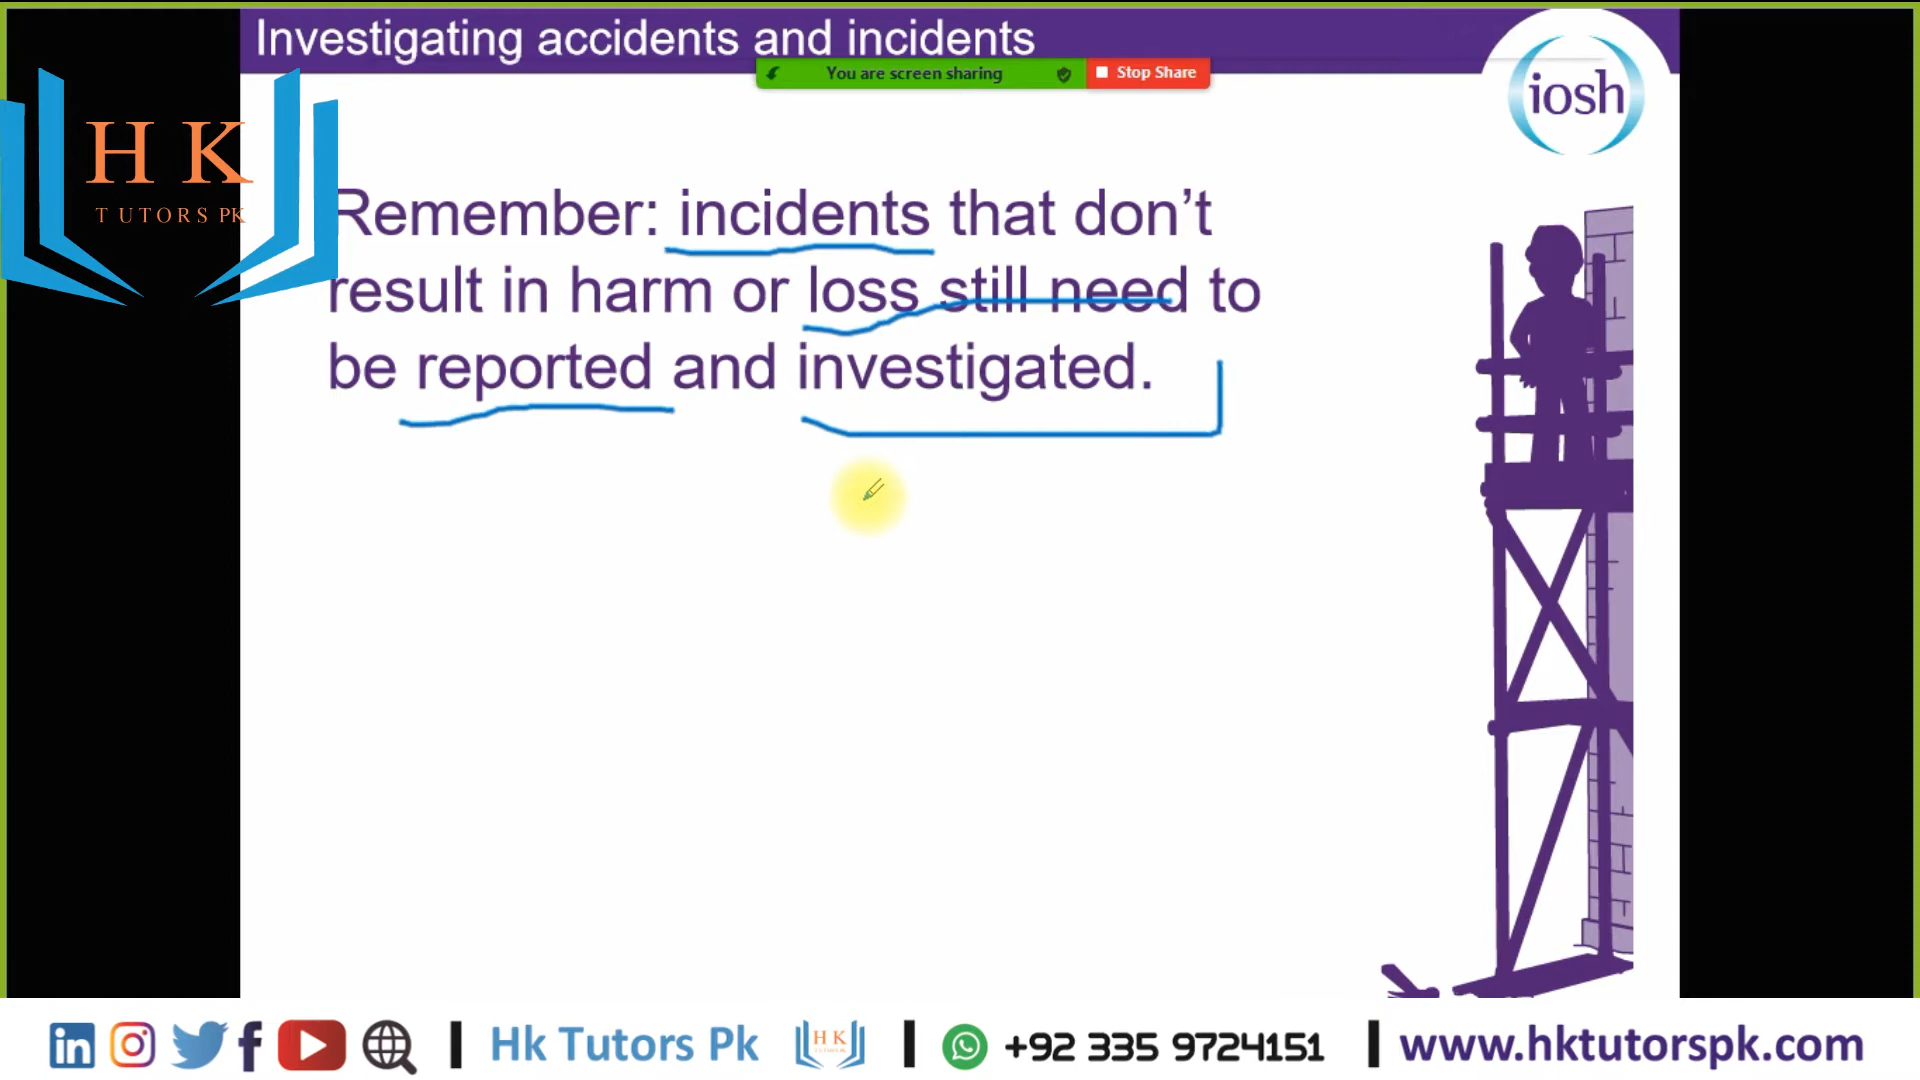 Investigating accidents and incidents
You are screen sharing
Stop Share
iosh
H K
TUTORS PK
Remember: incidents that don’t
result in harm or loss still need to
be reported and investigated.
Hk Tutors Pk
H K
+92 335 9724151
www.hktutorspk.com